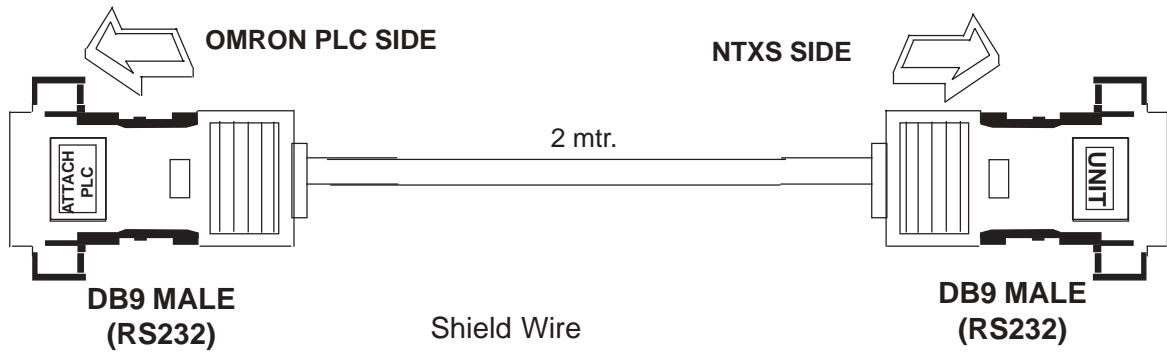 OMRON PLC SIDE
NTXS SIDE
2 mtr.
ATTACH
PLC
UNIT
DB9 MALE
(RS232)
DB9 MALE
(RS232)
Shield Wire